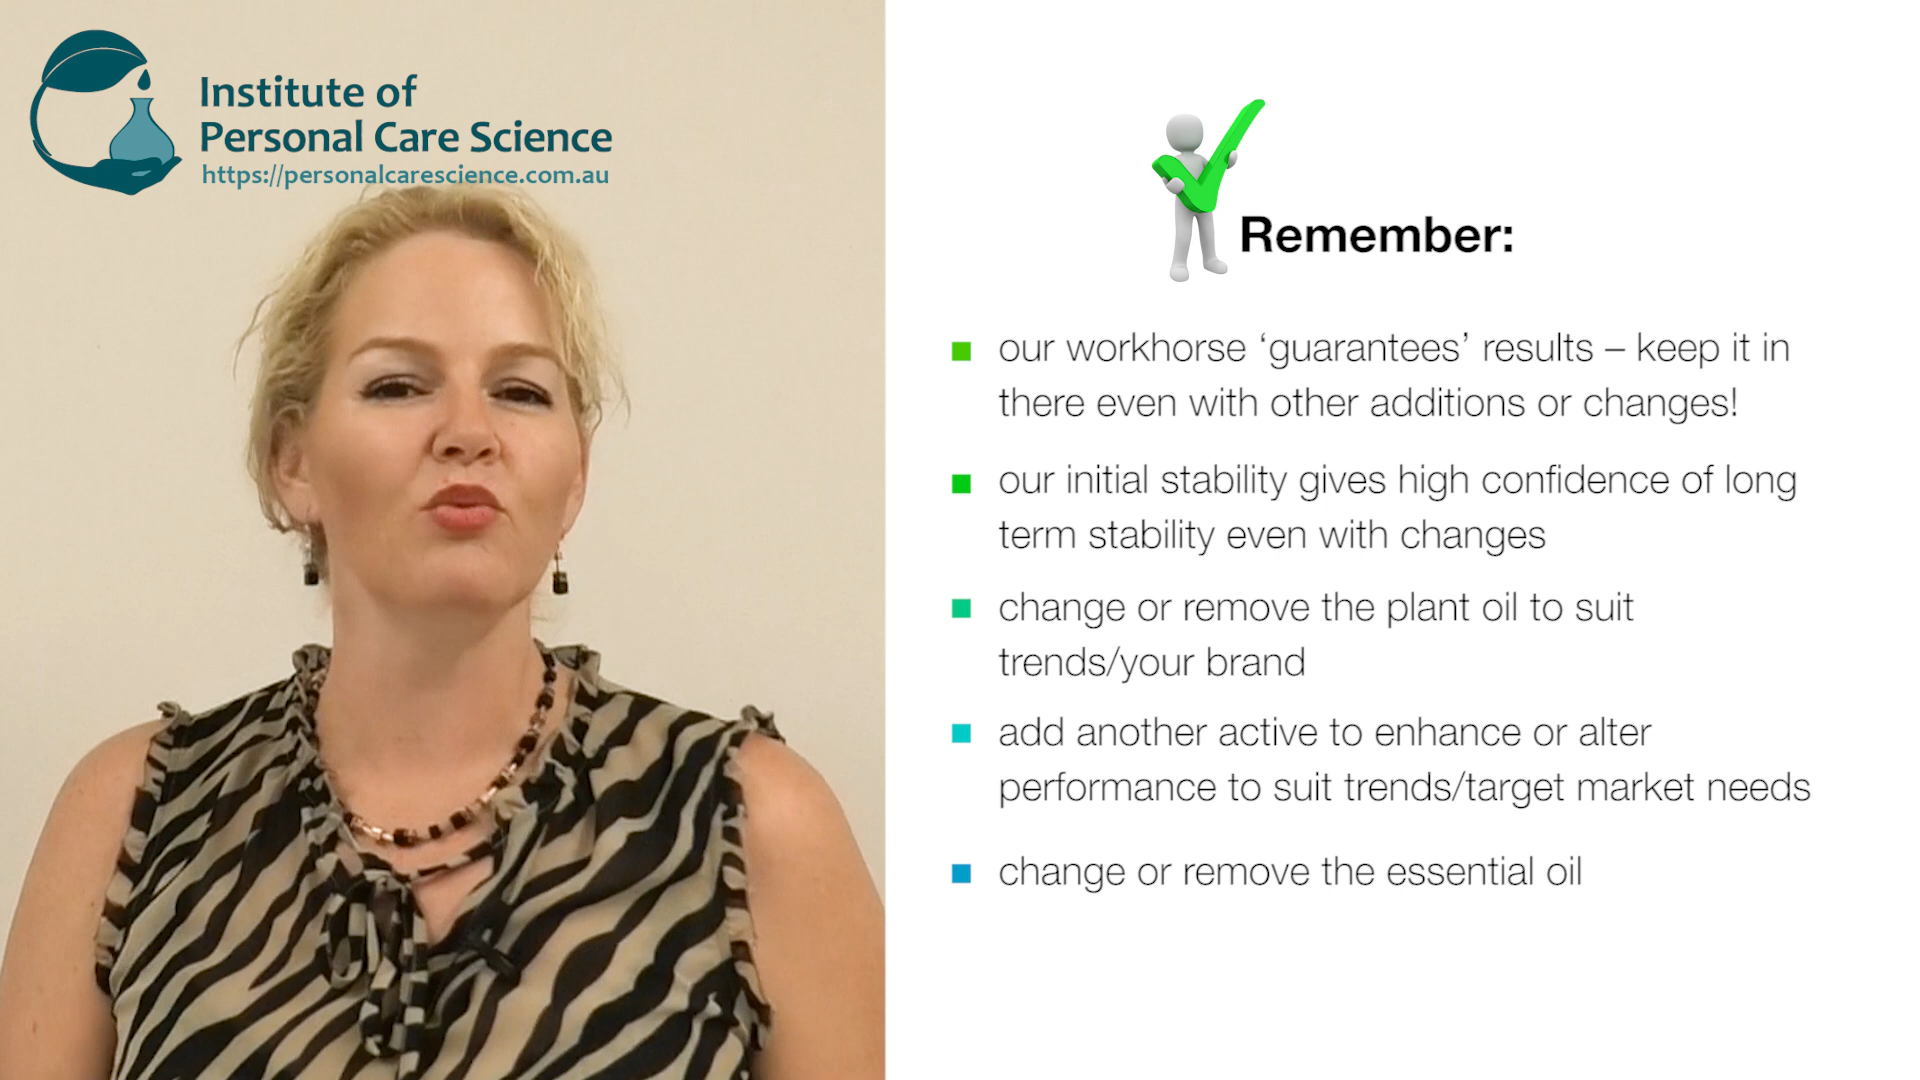 Institute of
Personal Care Science
https://personalcarescience.com.au
Remember:
our workhorse ‘guarantees’ results – keep it in
there even with other additions or changes!
our initial stability gives high confidence of long
term stability even with changes
change or remove the plant oil to suit
trends/your brand
add another active to enhance or alter
performance to suit trends/target market needs
change or remove the essential oil